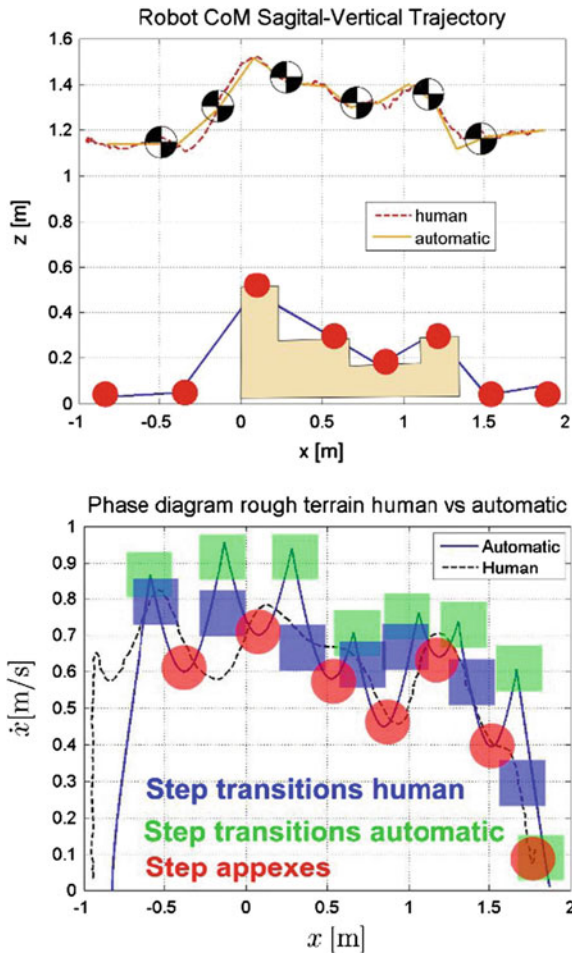 Robot CoM Sagital-Vertical Trajectory
1.6
1.4
1.2
1
0.8
0.6
0.4
0.2
0
z [m]
human
automatic
-1 -0.5 0 0.5 1 1.5 2
x [m]
Phase diagram rough terrain human vs automatic
1
0.9
0.8
0.7
0.6
0.5
0.4
0.3
0.2
0.1
0
ẋ [m/s]
Automatic
Human
Step transitions human
Step transitions automatic
Step appexes
-1 -0.5 0 0.5 1 1.5 2
x [m]